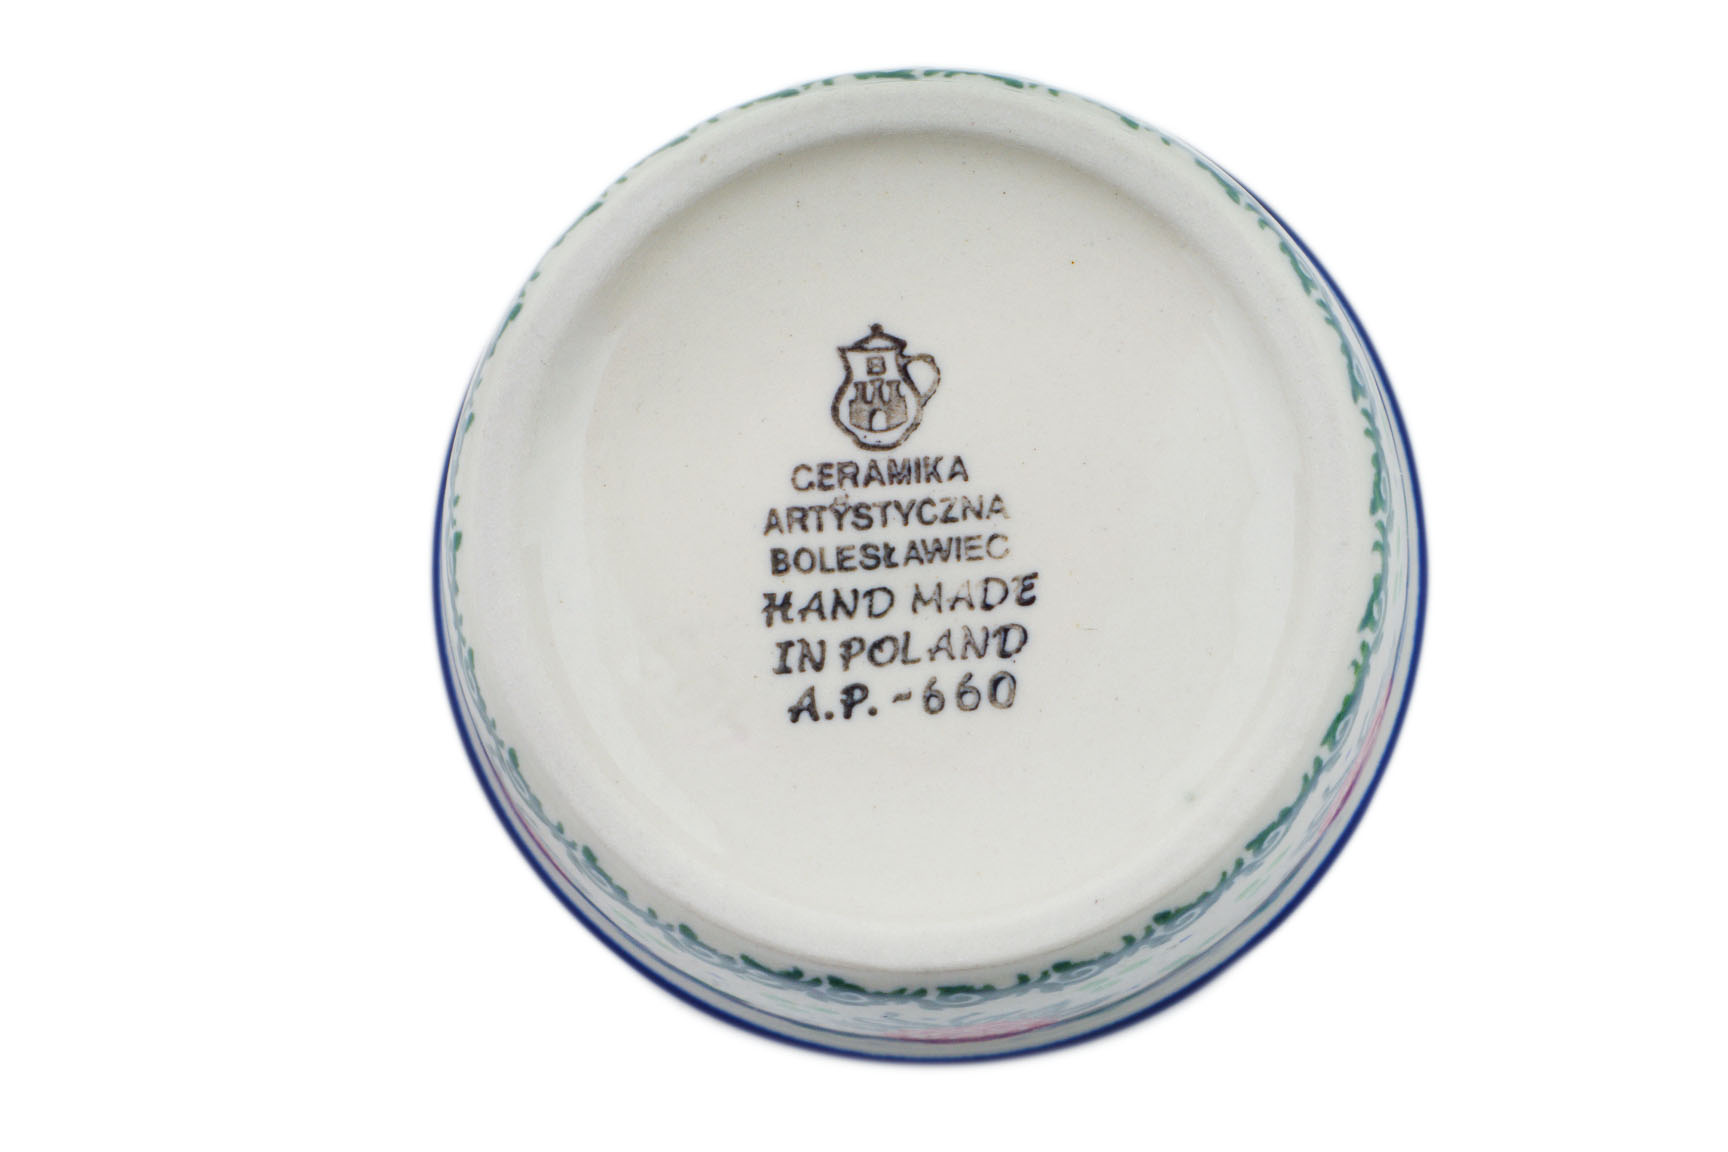 B
CERAMIKA
ARTYSTYCZNA
BOLESŁAWIEC
HAND MADE
IN POLAND
A.P. ~660